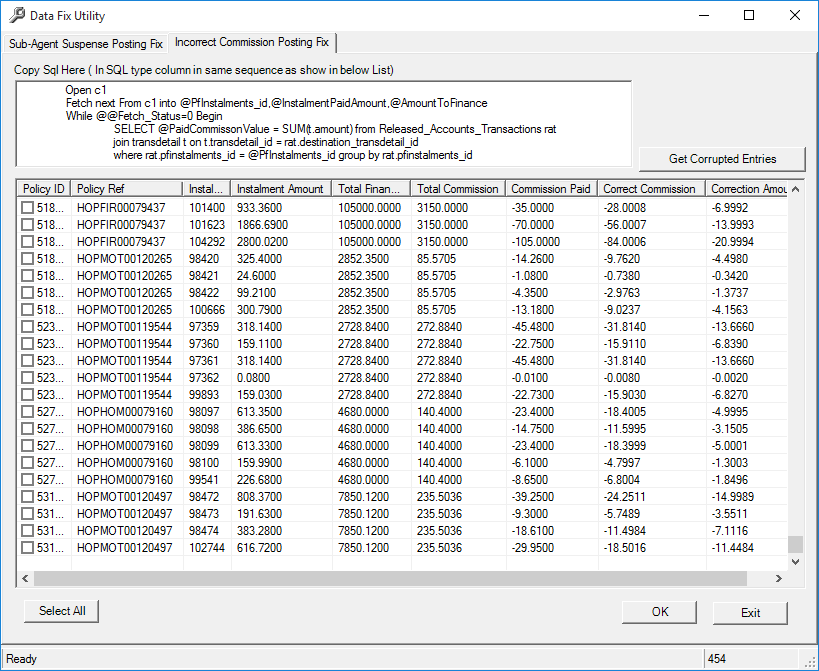 Data Fix Utility
Sub-Agent Suspense Posting Fix Incorrect Commission Posting Fix
Copy Sql Here ( In SQL type column in same sequence as show in below List)
Open c1
Fetch next From c1 into @PfInstalments_id,@InstalmentPaidAmount,@AmountToFinance
While @@Fetch_Status=0 Begin
SELECT @PaidCommissonValue = SUM(t.amount) from Released_Accounts_Transactions rat
join transdetail t on t.transdetail_id = rat.destination_transdetail_id
where rat.pfinstalments_id = @PfInstalments_id group by rat.pfinstalments_id
Get Corrupted Entries
Policy ID Policy Ref Instal... Instalment Amount Total Finan... Total Commission Commission Paid Correct Commission Correction Amou
518... HOPFIR00079437 101400 933.3600 105000.0000 3150.0000 -35.0000 -28.0008 -6.9992
518... HOPFIR00079437 101623 1866.6900 105000.0000 3150.0000 -70.0000 -56.0007 -13.9993
518... HOPFIR00079437 104292 2800.0200 105000.0000 3150.0000 -105.0000 -84.0006 -20.9994
518... HOPMOT00120265 98420 325.4000 2852.3500 85.5705 -14.2600 -9.7620 -4.4980
518... HOPMOT00120265 98421 24.6000 2852.3500 85.5705 -1.0800 -0.7380 -0.3420
518... HOPMOT00120265 98422 99.2100 2852.3500 85.5705 -4.3500 -2.9763 -1.3737
518... HOPMOT00120265 100666 300.7900 2852.3500 85.5705 -13.1800 -9.0237 -4.1563
523... HOPMOT00119544 97359 318.1400 2728.8400 272.8840 -45.4800 -31.8140 -13.6660
523... HOPMOT00119544 97360 159.1100 2728.8400 272.8840 -22.7500 -15.9110 -6.8390
523... HOPMOT00119544 97361 318.1400 2728.8400 272.8840 -45.4800 -31.8140 -13.6660
523... HOPMOT00119544 97362 0.0800 2728.8400 272.8840 -0.0100 -0.0080 -0.0020
523... HOPMOT00119544 99893 159.0300 2728.8400 272.8840 -22.7300 -15.9030 -6.8270
527... HOPHOM00079160 98097 613.3500 4680.0000 140.4000 -23.4000 -18.4005 -4.9995
527... HOPHOM00079160 98098 386.6500 4680.0000 140.4000 -14.7500 -11.5995 -3.1505
527... HOPHOM00079160 98099 613.3300 4680.0000 140.4000 -23.4000 -18.3999 -5.0001
527... HOPHOM00079160 98100 159.9900 4680.0000 140.4000 -6.1000 -4.7997 -1.3003
527... HOPHOM00079160 99541 226.6800 4680.0000 140.4000 -8.6500 -6.8004 -1.8496
531... HOPMOT00120497 98472 808.3700 7850.1200 235.5036 -39.2500 -24.2511 -14.9989
531... HOPMOT00120497 98473 191.6300 7850.1200 235.5036 -9.3000 -5.7489 -3.5511
531... HOPMOT00120497 98474 383.2800 7850.1200 235.5036 -18.6100 -11.4984 -7.1116
531... HOPMOT00120497 102744 616.7200 7850.1200 235.5036 -29.9500 -18.5016 -11.4484
Select All OK Exit
Ready 454